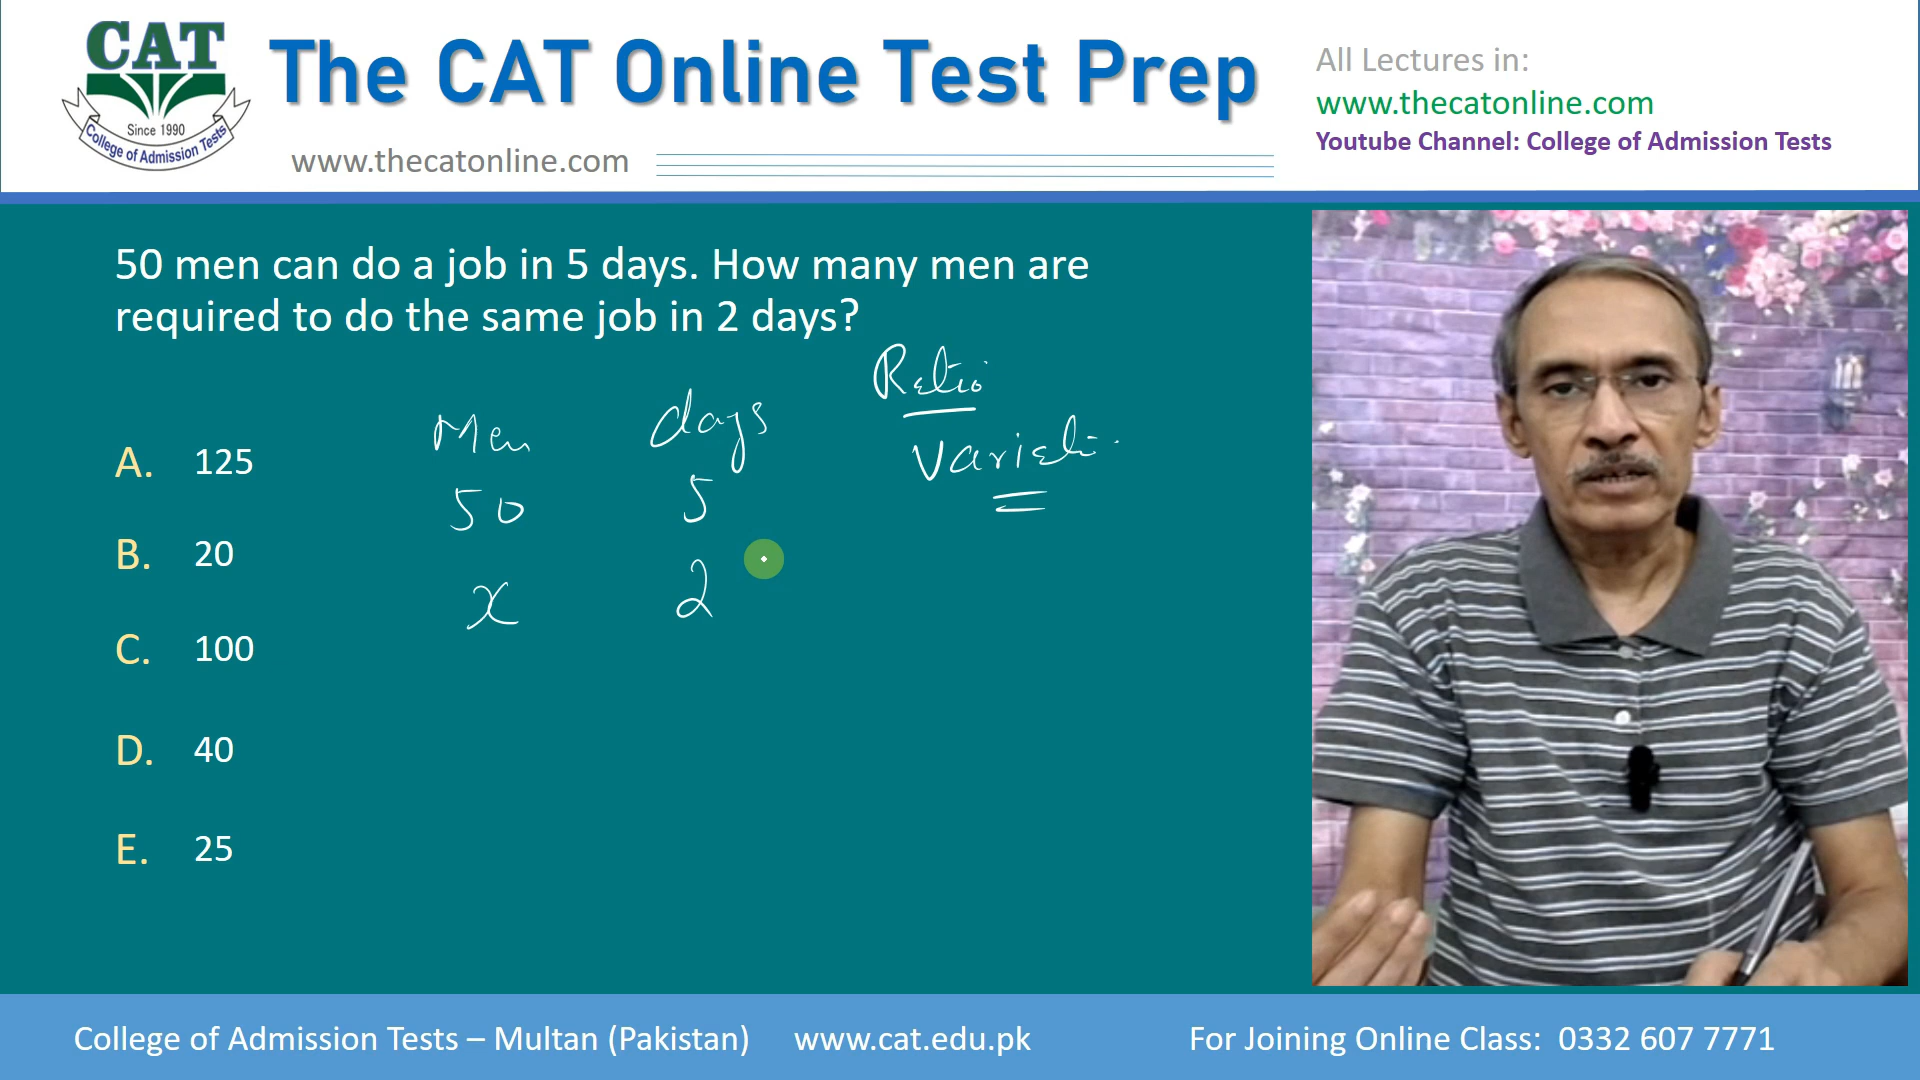 CAT
Since 1990
College of Admission Tests
The CAT Online Test Prep
www.thecatonline.com
All Lectures in:
www.thecatonline.com
Youtube Channel: College of Admission Tests
50 men can do a job in 5 days. How many men are
required to do the same job in 2 days?
Ratio
Men days
Variati
A. 125
50 5
B. 20
x 2
C. 100
D. 40
E. 25
College of Admission Tests – Multan (Pakistan) www.cat.edu.pk For Joining Online Class: 0332 607 7771